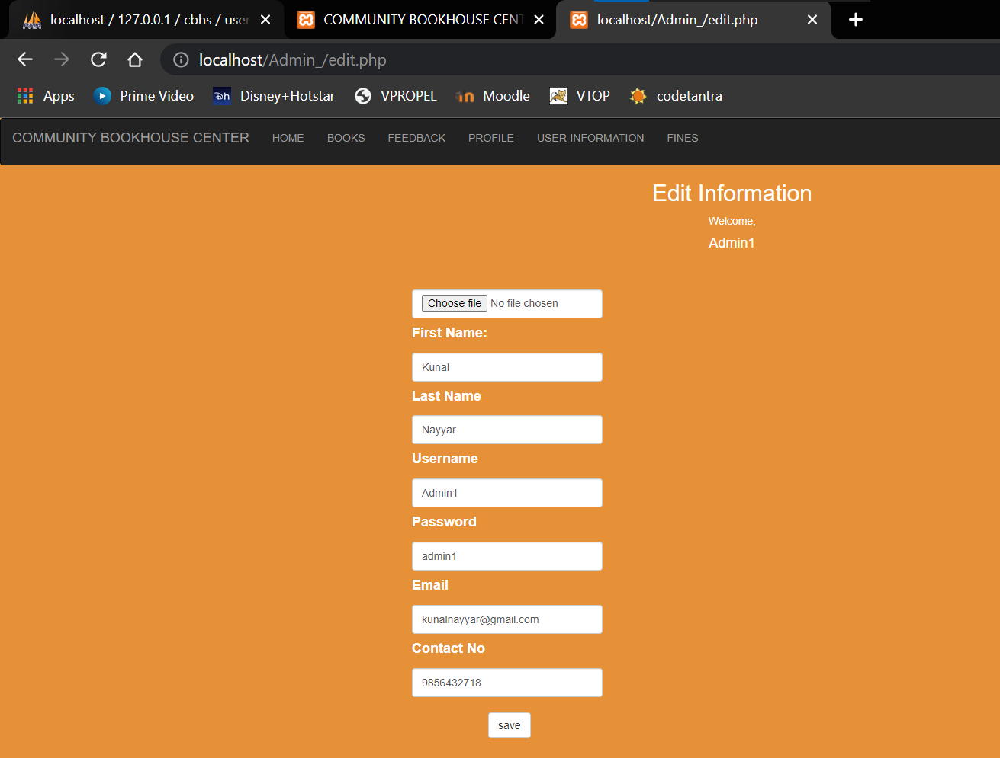 localhost / 127.0.0.1 / cbhs / user
COMMUNITY BOOKHOUSE CENT
localhost/Admin_/edit.php
localhost/Admin_/edit.php
Apps Prime Video Disney+Hotstar VPROPEL Moodle VTOP codetantra
COMMUNITY BOOKHOUSE CENTER HOME BOOKS FEEDBACK PROFILE USER-INFORMATION FINES
Edit Information
Welcome,
Admin1
Choose file No file chosen
First Name:
Kunal
Last Name
Nayyar
Username
Admin1
Password
admin1
Email
kunalnayyar@gmail.com
Contact No
9856432718
save